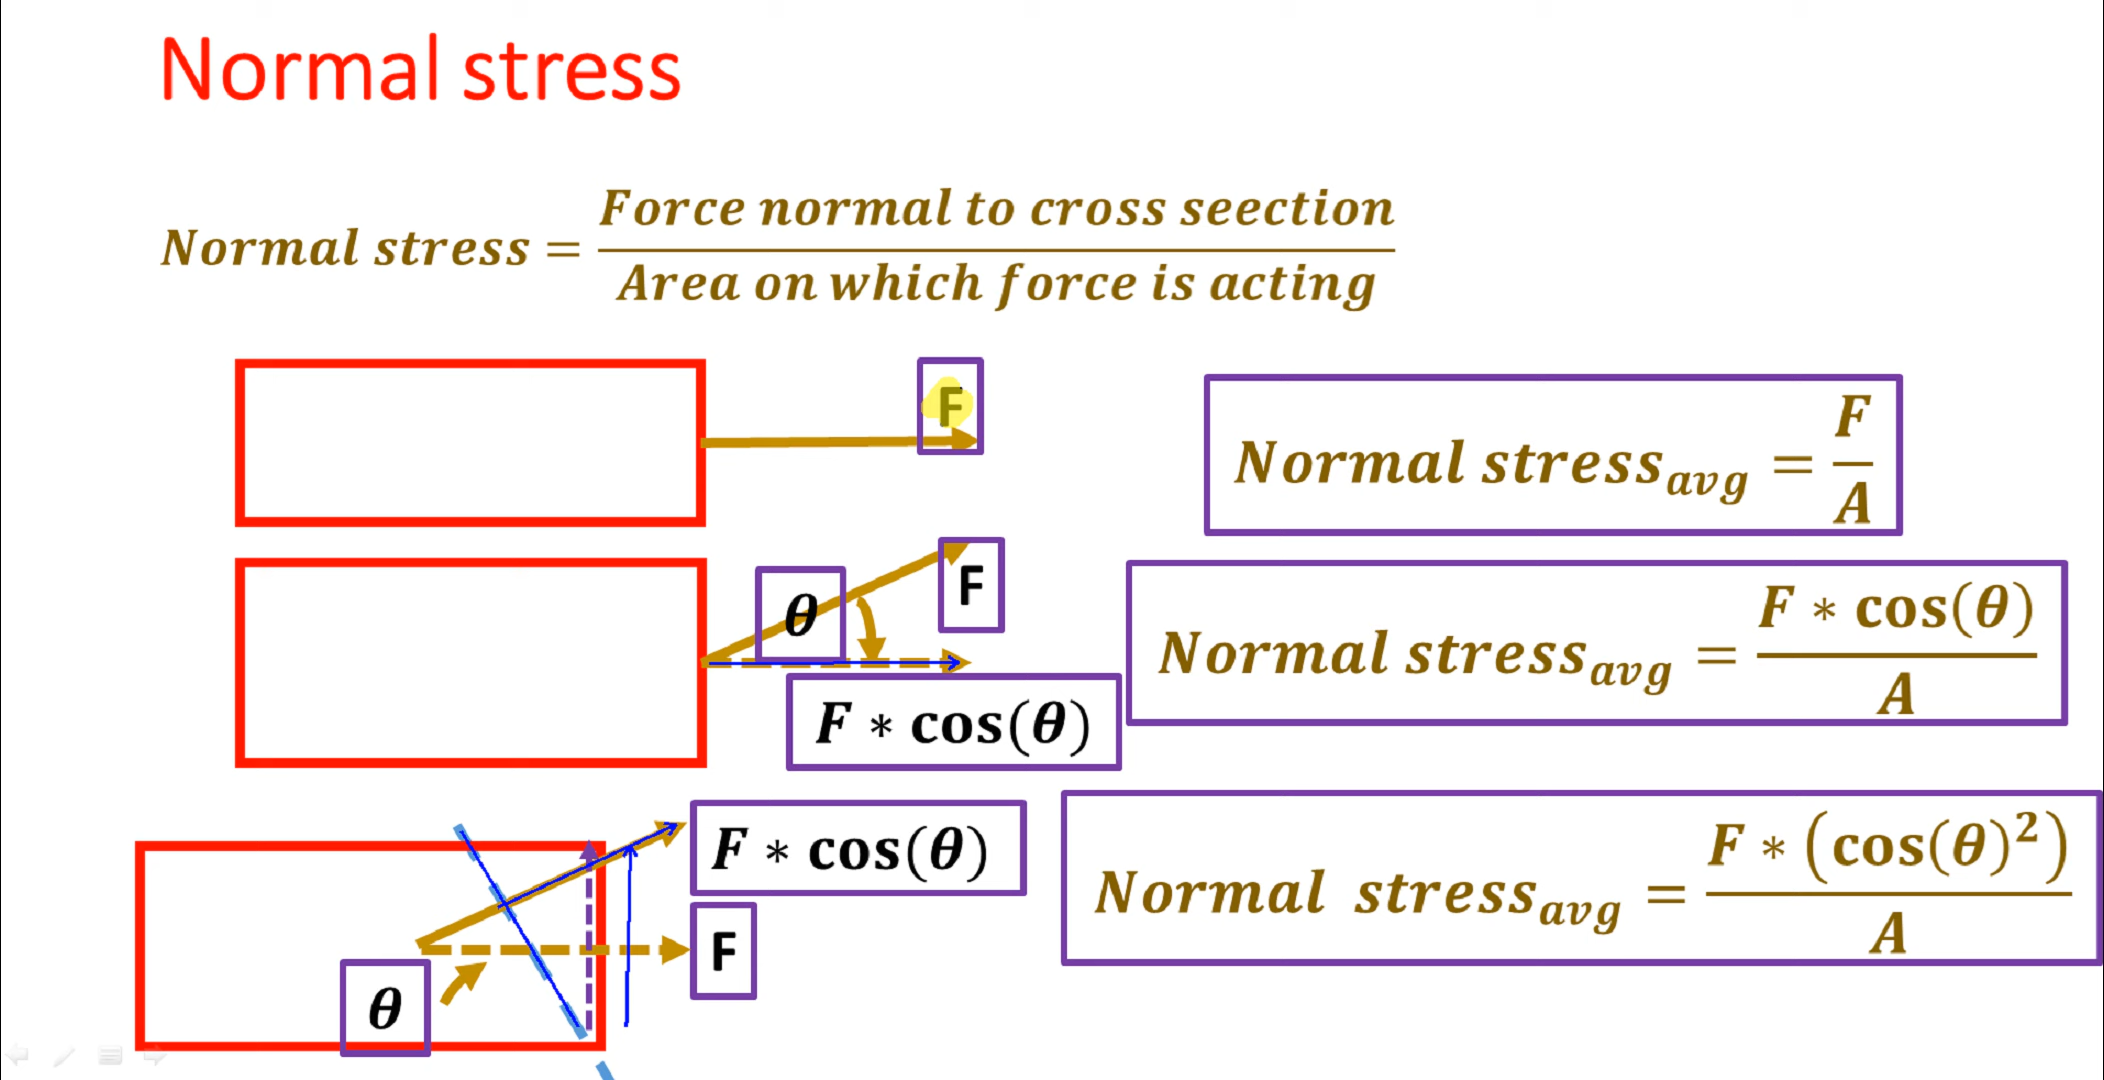 Normal stress
Normal stress = Force normal to cross seection / Area on which force is acting
F
Normal stress_avg = F / A
θ
F
F * cos(θ)
Normal stress_avg = F * cos(θ) / A
F * cos(θ)
F
θ
Normal stress_avg = F * (cos(θ)²) / A